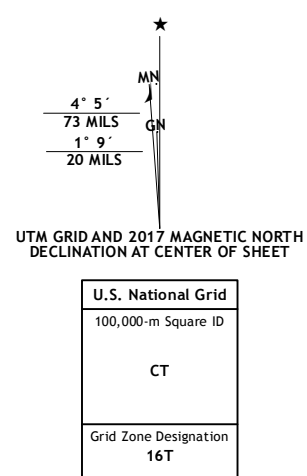 ★
MN
4° 5´
73 MILS
GN
1° 9´
20 MILS
UTM GRID AND 2017 MAGNETIC NORTH
DECLINATION AT CENTER OF SHEET
U.S. National Grid
100,000-m Square ID
CT
Grid Zone Designation
16T